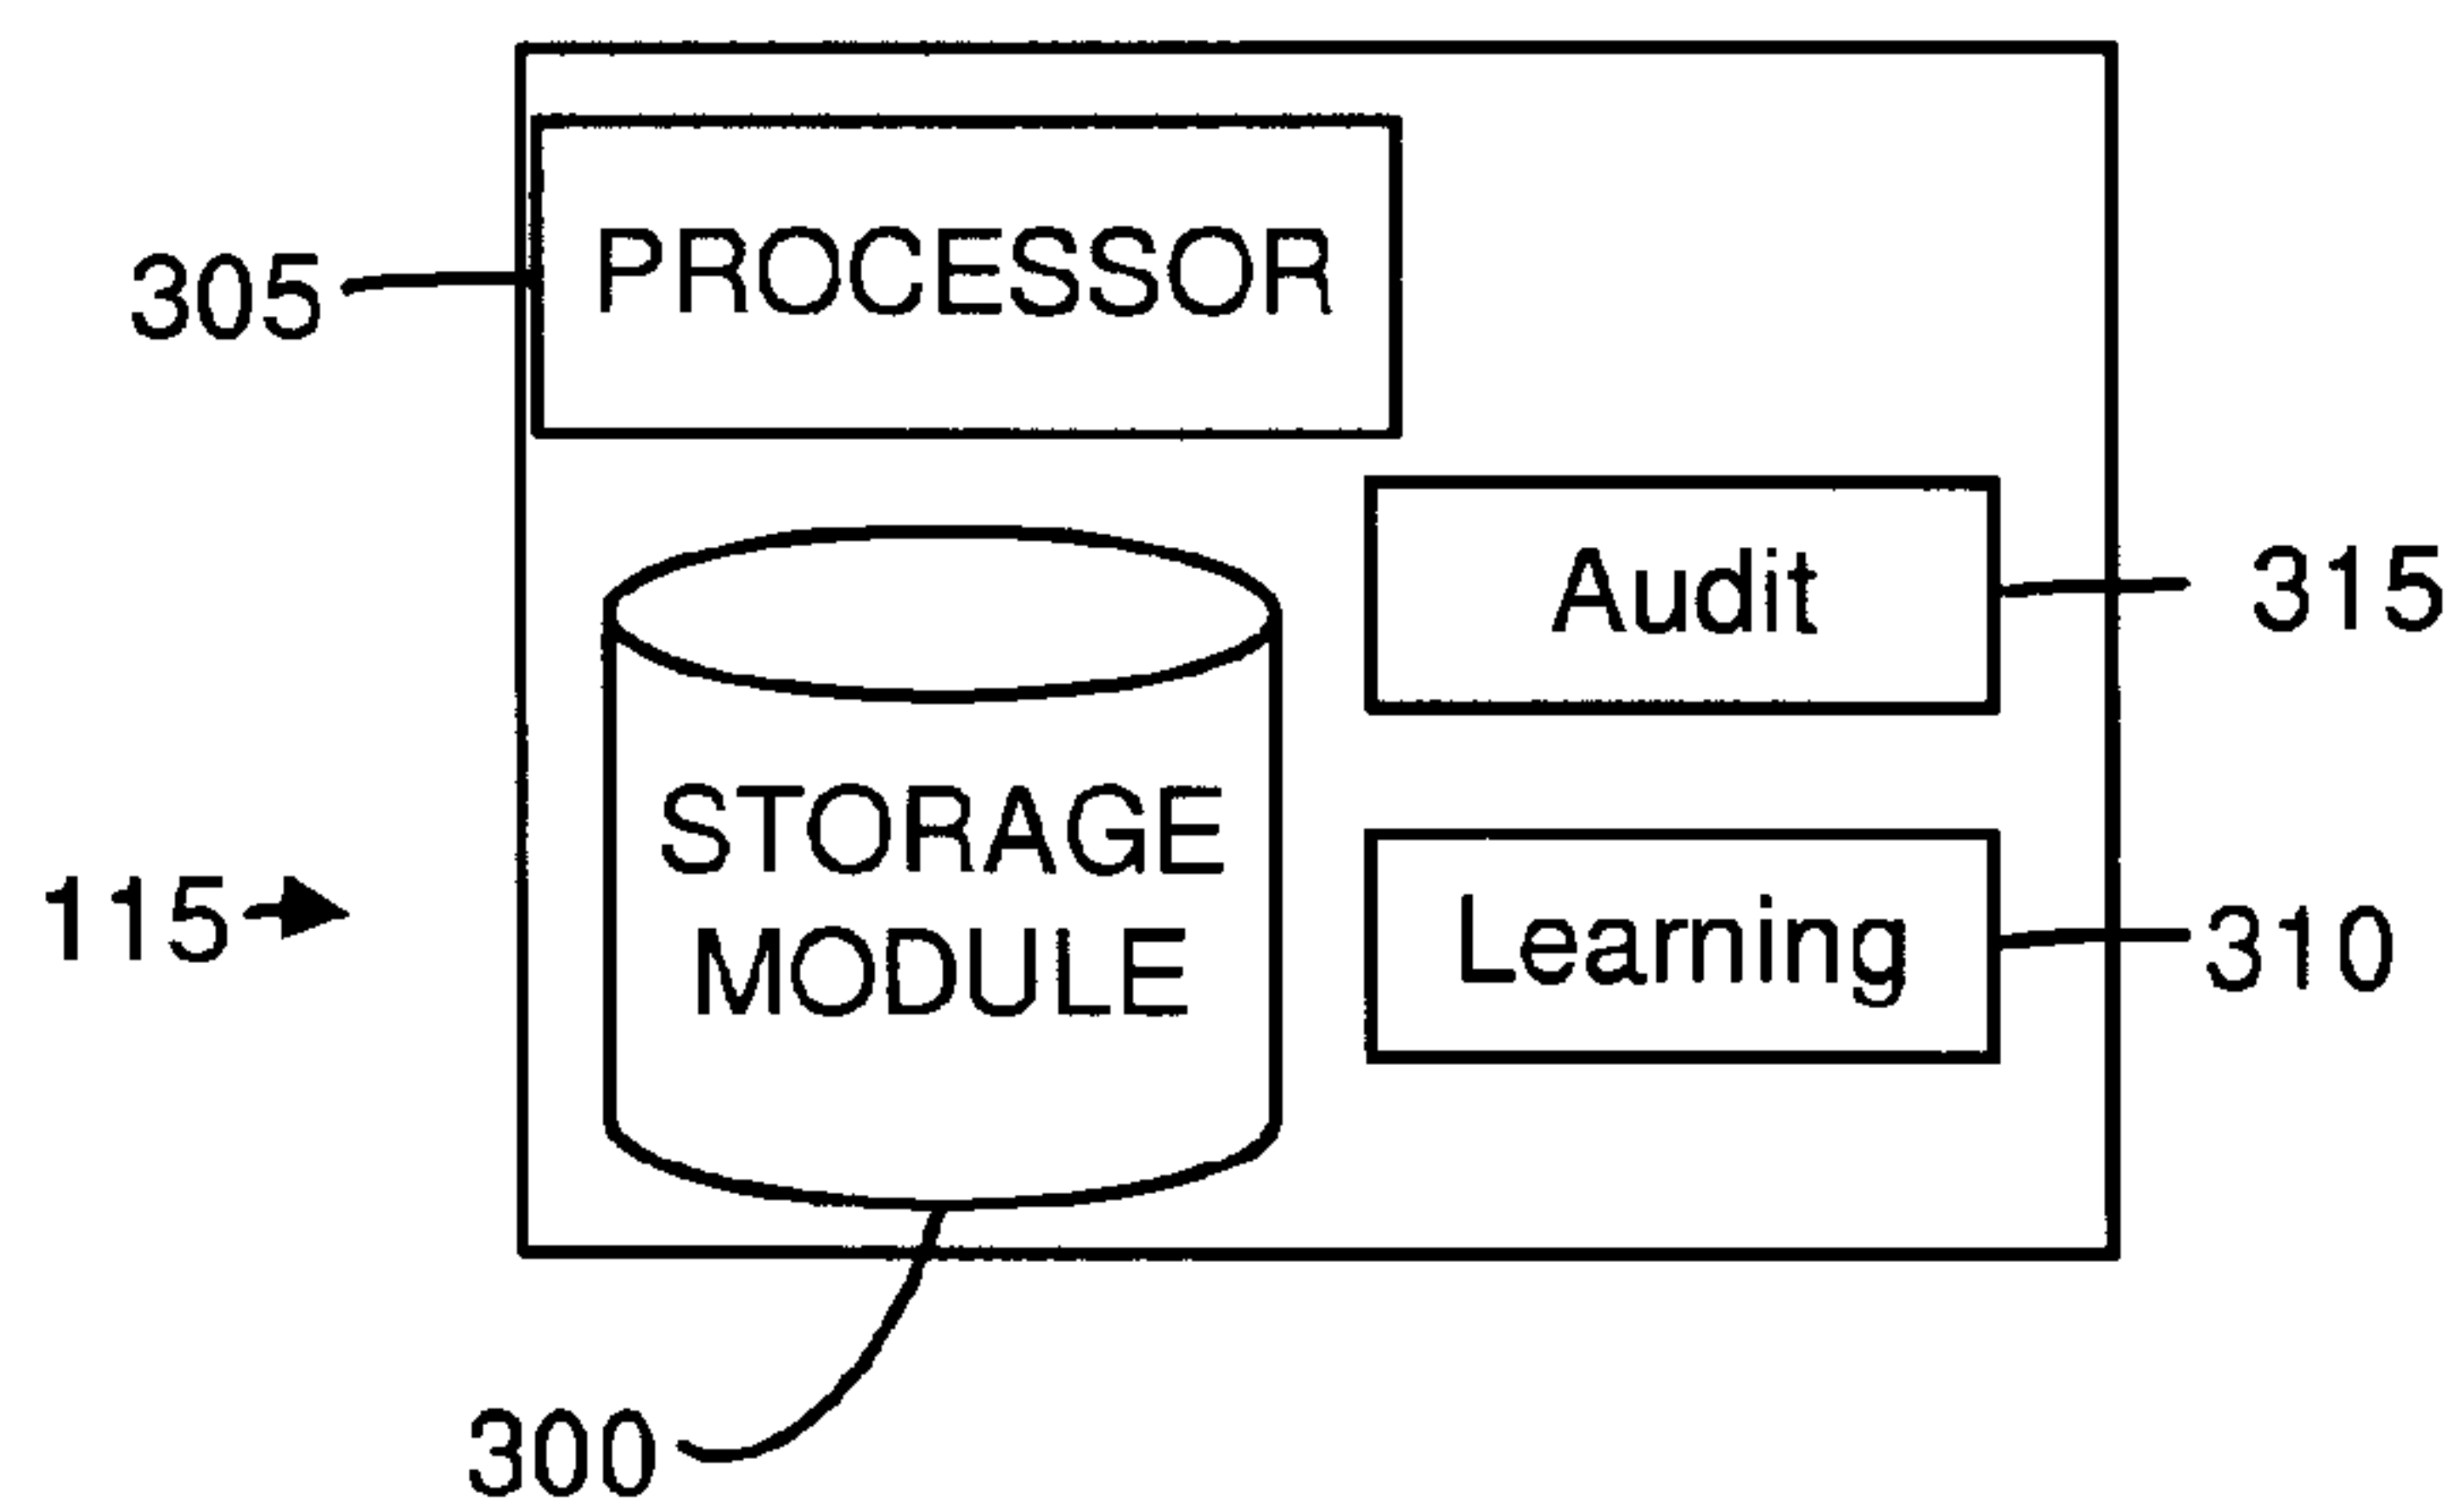 PROCESSOR
305
Audit
315
STORAGE
MODULE
115
Learning
310
300